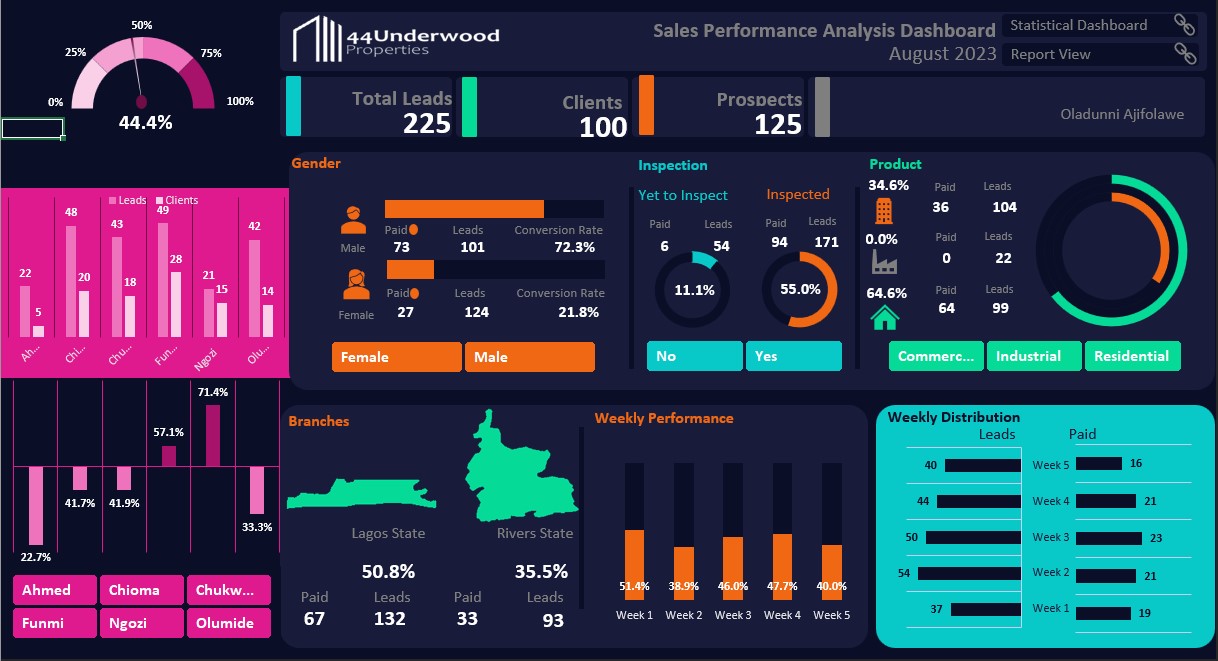 50%
25%
75%
0%
100%
44.4%
44Underwood
Properties
Sales Performance Analysis Dashboard
August 2023
Statistical Dashboard
Report View
Total Leads
225
Clients
100
Prospects
125
Oladunni Ajifolawe
Leads Clients
22 48 43 49 21 42
5 20 18 28 15 14
Ah... Chi... Chu... Fun... Ngozi Olu...
Gender
Male
Paid Leads Conversion Rate
73 101 72.3%
Female
Paid Leads Conversion Rate
27 124 21.8%
Female Male
Inspection
Yet to Inspect Inspected
Paid Leads Paid Leads
6 54 94 171
11.1% 55.0%
No Yes
Product
34.6% Paid Leads
36 104
0.0% Paid Leads
0 22
64.6% Paid Leads
64 99
Commerc... Industrial Residential
71.4%
57.1%
41.7% 41.9%
33.3%
22.7%
Ahmed Chioma Chukw...
Funmi Ngozi Olumide
Branches
Lagos State Rivers State
50.8% 35.5%
Paid Leads Paid Leads
67 132 33 93
Weekly Performance
51.4% 38.9% 46.0% 47.7% 40.0%
Week 1 Week 2 Week 3 Week 4 Week 5
Weekly Distribution
Leads Paid
40 Week 5 16
44 Week 4 21
50 Week 3 23
54 Week 2 21
37 Week 1 19